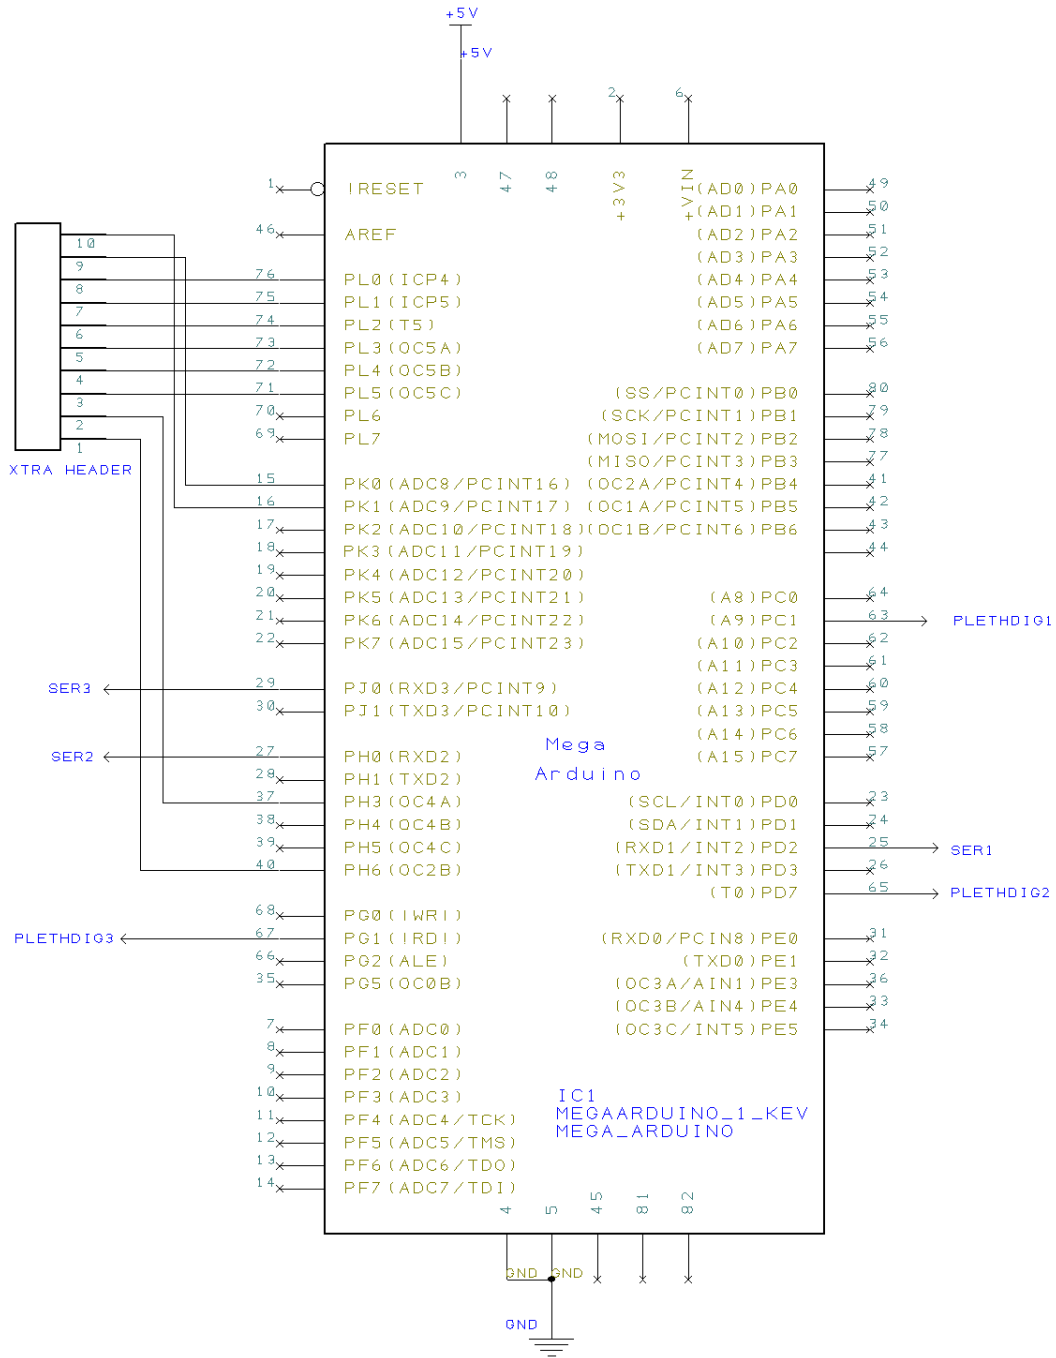 +5V
+5V
2
6
3
47
48
+3V3
+VIN
1
!RESET
46
AREF
76
PL0(ICP4)
75
PL1(ICP5)
74
PL2(T5)
73
PL3(OC5A)
72
PL4(OC5B)
71
PL5(OC5C)
70
PL6
69
PL7
10
9
8
7
6
5
4
3
2
1
XTRA HEADER
15
PK0(ADC8/PCINT16)
16
PK1(ADC9/PCINT17)
17
PK2(ADC10/PCINT18)
18
PK3(ADC11/PCINT19)
19
PK4(ADC12/PCINT20)
20
PK5(ADC13/PCINT21)
21
PK6(ADC14/PCINT22)
22
PK7(ADC15/PCINT23)
SER3
29
PJ0(RXD3/PCINT9)
30
PJ1(TXD3/PCINT10)
SER2
27
PH0(RXD2)
28
PH1(TXD2)
37
PH3(OC4A)
38
PH4(OC4B)
39
PH5(OC4C)
40
PH6(OC2B)
68
PG0(!WR!)
PLETHDIG3
67
PG1(!RD!)
66
PG2(ALE)
35
PG5(OC0B)
7
PF0(ADC0)
8
PF1(ADC1)
9
PF2(ADC2)
10
PF3(ADC3)
11
PF4(ADC4/TCK)
12
PF5(ADC5/TMS)
13
PF6(ADC6/TDO)
14
PF7(ADC7/TDI)
(AD0)PA0
49
(AD1)PA1
50
(AD2)PA2
51
(AD3)PA3
52
(AD4)PA4
53
(AD5)PA5
54
(AD6)PA6
55
(AD7)PA7
56
(SS/PCINT0)PB0
80
(SCK/PCINT1)PB1
79
(MOSI/PCINT2)PB2
78
(MISO/PCINT3)PB3
77
(OC2A/PCINT4)PB4
41
(OC1A/PCINT5)PB5
42
(OC1B/PCINT6)PB6
43
44
(A8)PC0
64
(A9)PC1
63
PLETHDIG1
(A10)PC2
62
(A11)PC3
61
(A12)PC4
60
(A13)PC5
59
(A14)PC6
58
(A15)PC7
57
Mega
Arduino
(SCL/INT0)PD0
23
(SDA/INT1)PD1
24
(RXD1/INT2)PD2
25
SER1
(TXD1/INT3)PD3
26
(T0)PD7
65
PLETHDIG2
(RXD0/PCIN8)PE0
31
(TXD0)PE1
32
(OC3A/AIN1)PE3
36
(OC3B/AIN4)PE4
33
(OC3C/INT5)PE5
34
IC1
MEGAARDUINO_1_KEV
MEGA_ARDUINO
4
5
45
81
82
GND
GND
GND